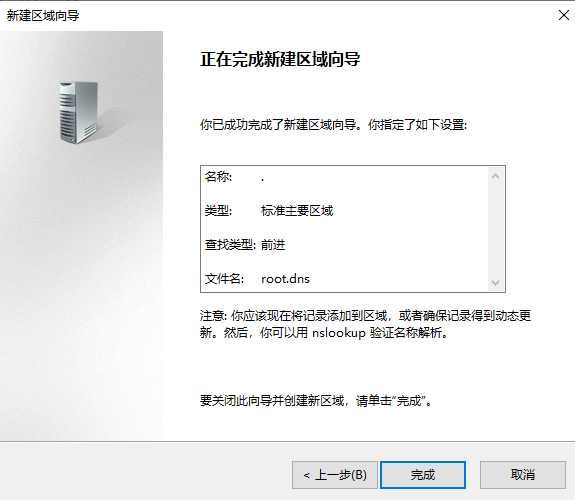 新建区域向导
正在完成新建区域向导
你已成功完成了新建区域向导。你指定了如下设置:
名称: .
类型: 标准主要区域
查找类型: 前进
文件名: root.dns
注意: 你应该现在将记录添加到区域，或者确保记录得到动态更
新。然后，你可以用 nslookup 验证名称解析。
要关闭此向导并创建新区域，请单击“完成”。
< 上一步(B)
完成
取消